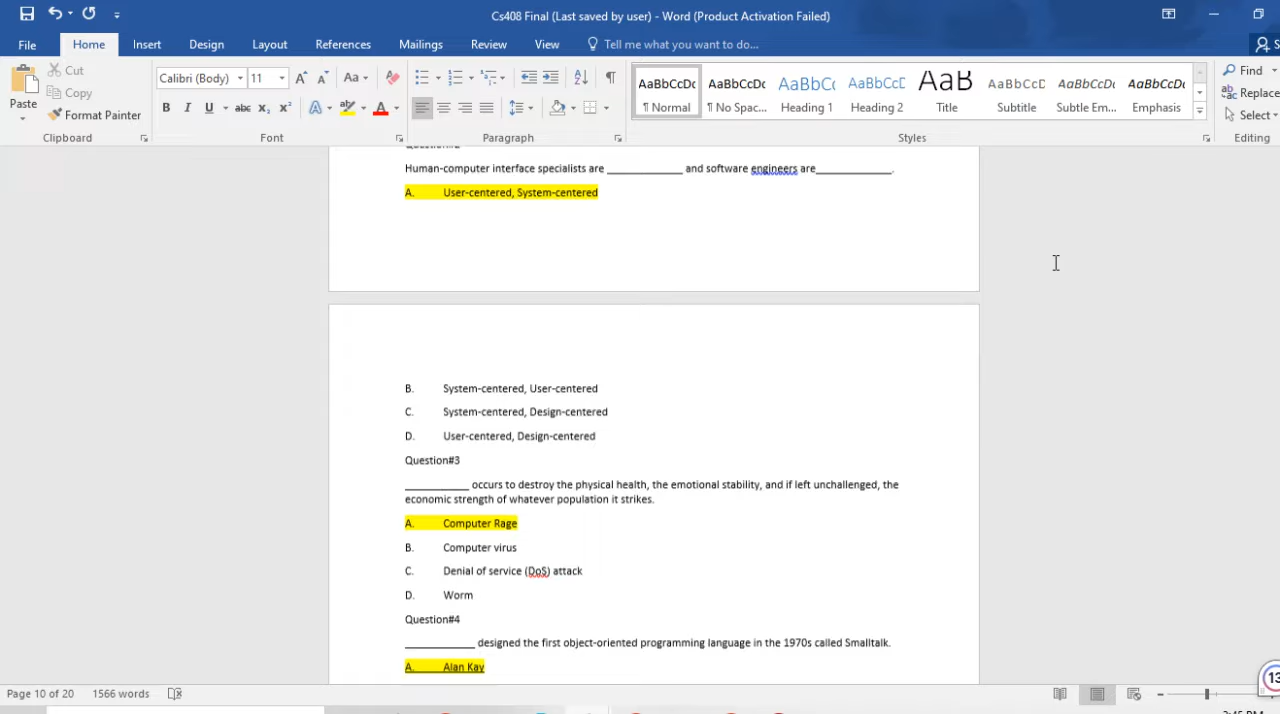 Cs408 Final (Last saved by user) - Word (Product Activation Failed)
File Home Insert Design Layout References Mailings Review View Tell me what you want to do... S
Paste
Cut
Copy
Format Painter
Clipboard
Calibri (Body) 11
B I U abc X₂ X²
Font
Paragraph
AaBbCcDc ¶ Normal
AaBbCcDc ¶ No Spac...
AaBbCc Heading 1
AaBbCcD Heading 2
AaB Title
AaBbCcD Subtitle
AaBbCcDc Subtle Em...
AaBbCcDc Emphasis
Styles
Find
Replace
Select
Editing
Human-computer interface specialists are ______________ and software engineers are______________.
A. User-centered, System-centered
B. System-centered, User-centered
C. System-centered, Design-centered
D. User-centered, Design-centered
Question#3
____________ occurs to destroy the physical health, the emotional stability, and if left unchallenged, the
economic strength of whatever population it strikes.
A. Computer Rage
B. Computer virus
C. Denial of service (DoS) attack
D. Worm
Question#4
_____________ designed the first object-oriented programming language in the 1970s called Smalltalk.
A. Alan Kay
Page 10 of 20 1566 words
13